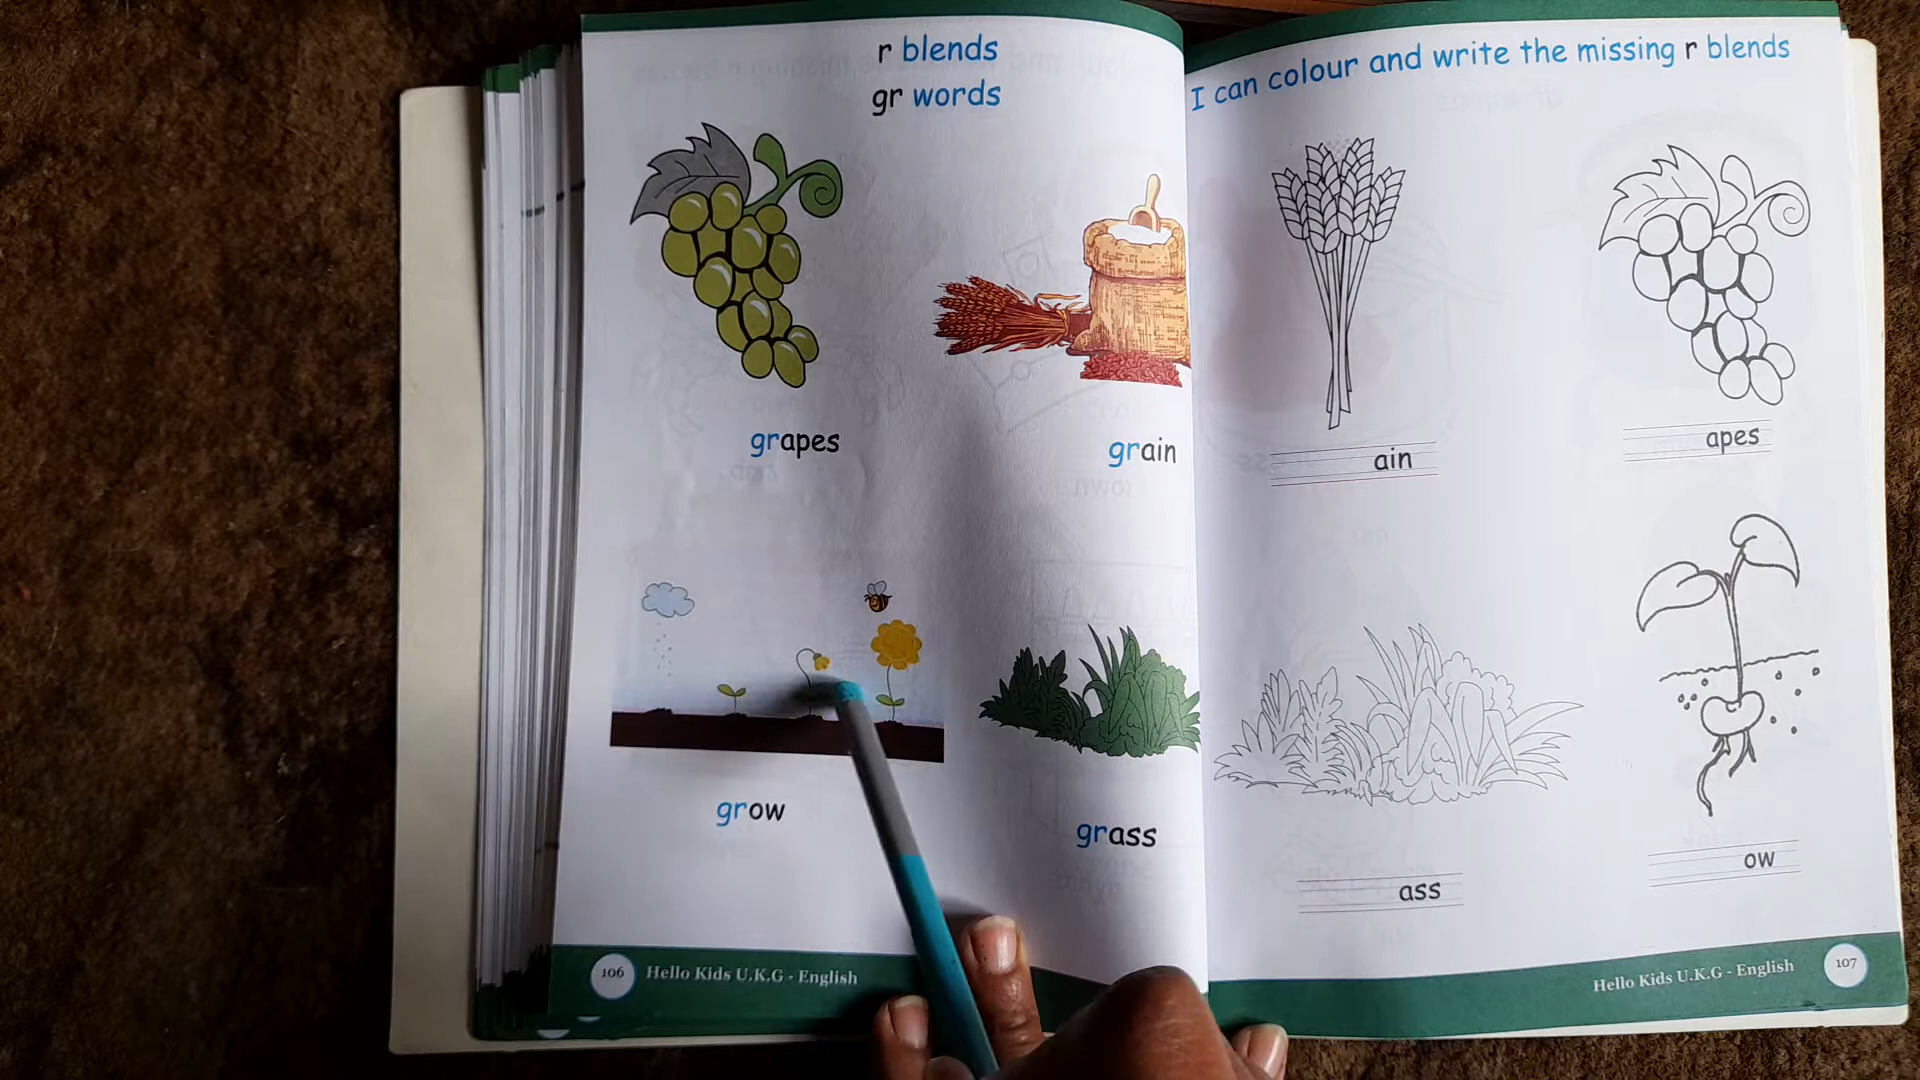 r blends
gr words
grapes
grain
grow
grass
106 Hello Kids U.K.G - English
I can colour and write the missing r blends
ain
apes
ass
ow
Hello Kids U.K.G - English 107